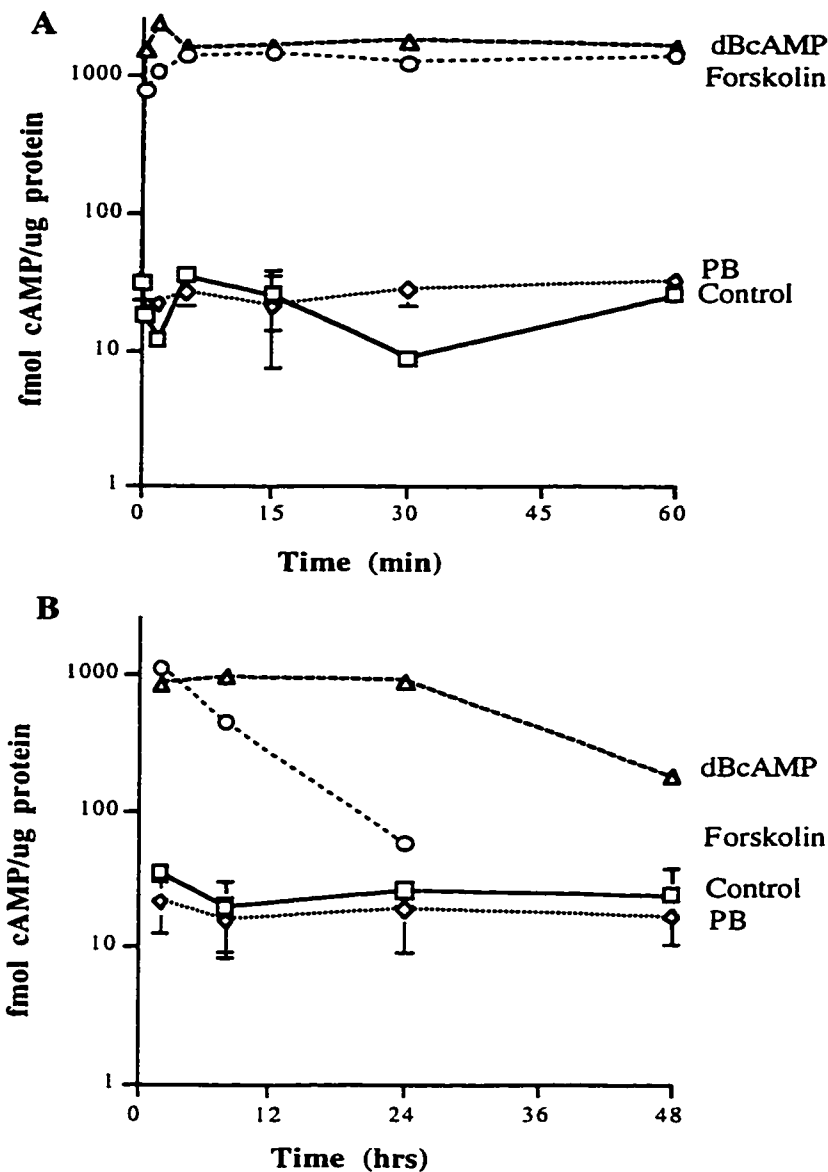 A
fmol cAMP/ug protein
1000
100
10
1
0 15 30 45 60
Time (min)
dBcAMP
Forskolin
PB
Control
B
fmol cAMP/ug protein
1000
100
10
1
0 12 24 36 48
Time (hrs)
dBcAMP
Forskolin
Control
PB